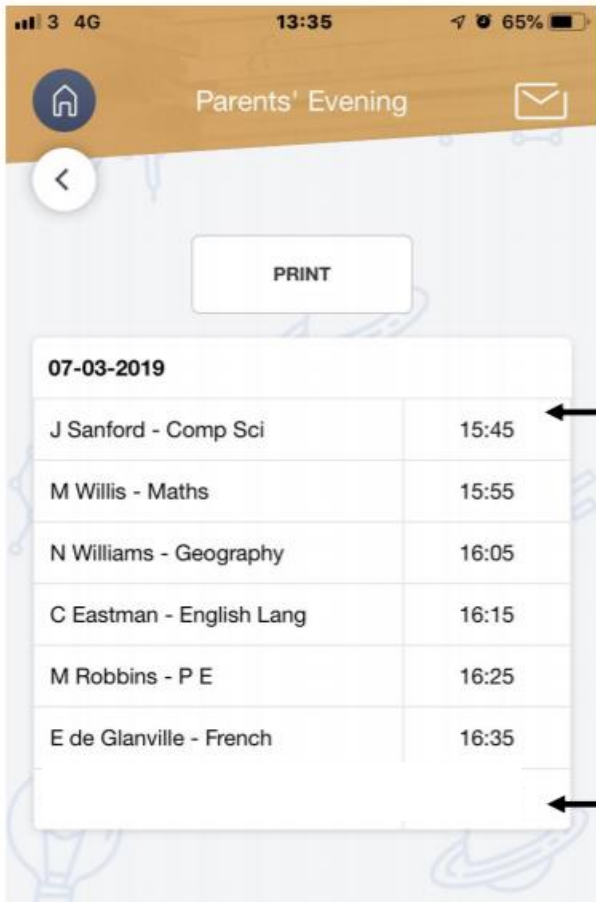 3 4G 13:35 65%
Parents' Evening
PRINT
07-03-2019
J Sanford - Comp Sci 15:45
M Willis - Maths 15:55
N Williams - Geography 16:05
C Eastman - English Lang 16:15
M Robbins - P E 16:25
E de Glanville - French 16:35